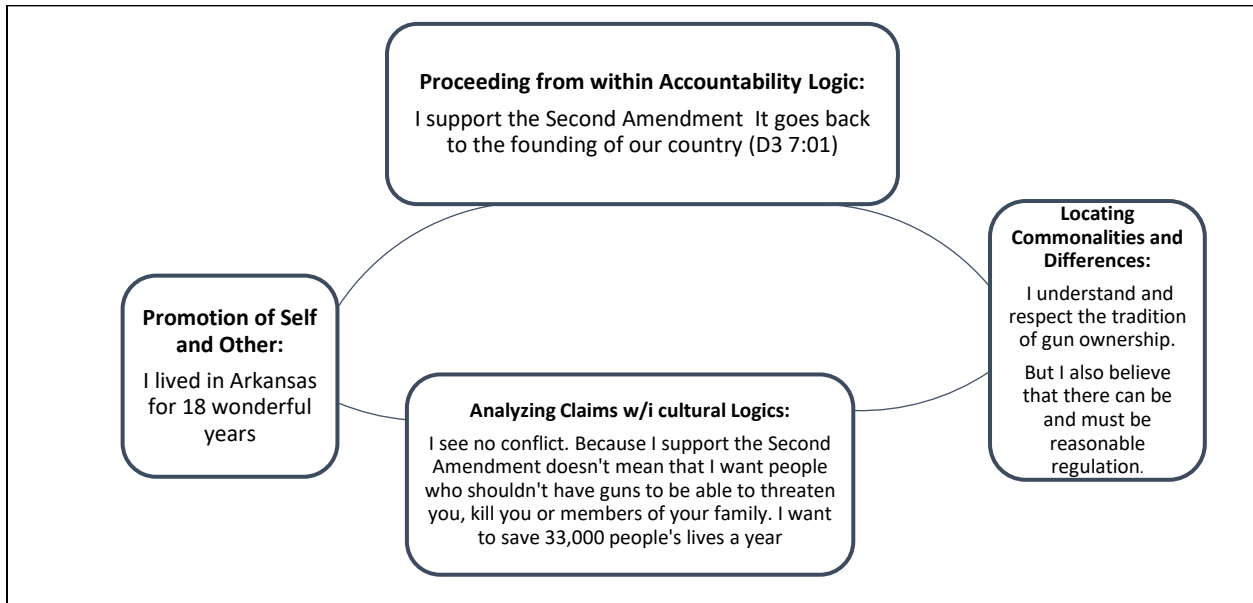 Proceeding from within Accountability Logic:
I support the Second Amendment  It goes back
to the founding of our country (D3 7:01)
Locating
Commonalities and
Differences:
I understand and
respect the tradition
of gun ownership.
But I also believe
that there can be
and must be
reasonable
regulation.
Promotion of Self
and Other:
I lived in Arkansas
for 18 wonderful
years
Analyzing Claims w/i cultural Logics:
I see no conflict. Because I support the Second
Amendment doesn't mean that I want people
who shouldn't have guns to be able to threaten
you, kill you or members of your family. I want
to save 33,000 people's lives a year